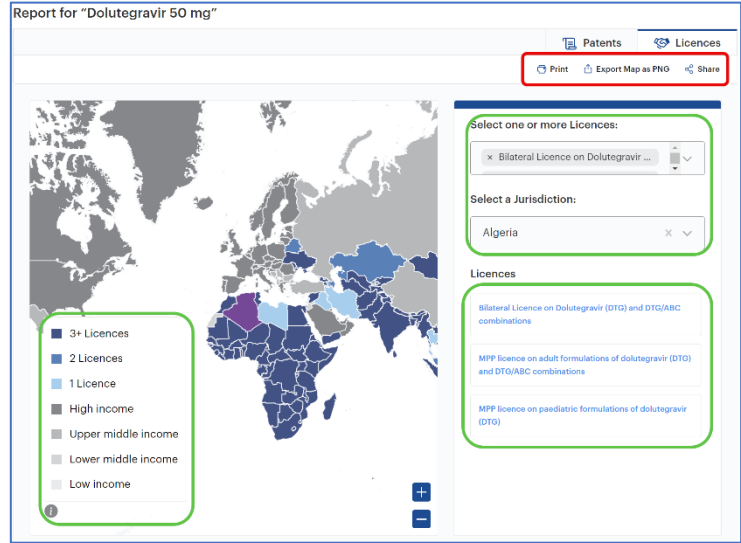 Report for “Dolutegravir 50 mg”
Patents Licences
Print Export Map as PNG Share
Select one or more Licences:
× Bilateral Licence on Dolutegravir ...
Select a Jurisdiction:
Algeria X
Licences
Bilateral Licence on Dolutegravir (DTG) and DTG/ABC
combinations
MPP licence on adult formulations of dolutegravir (DTG)
and DTG/ABC combinations
MPP licence on paediatric formulations of dolutegravir
(DTG)
3+ Licences
2 Licences
1 Licence
High income
Upper middle income
Lower middle income
Low income
i
+
−